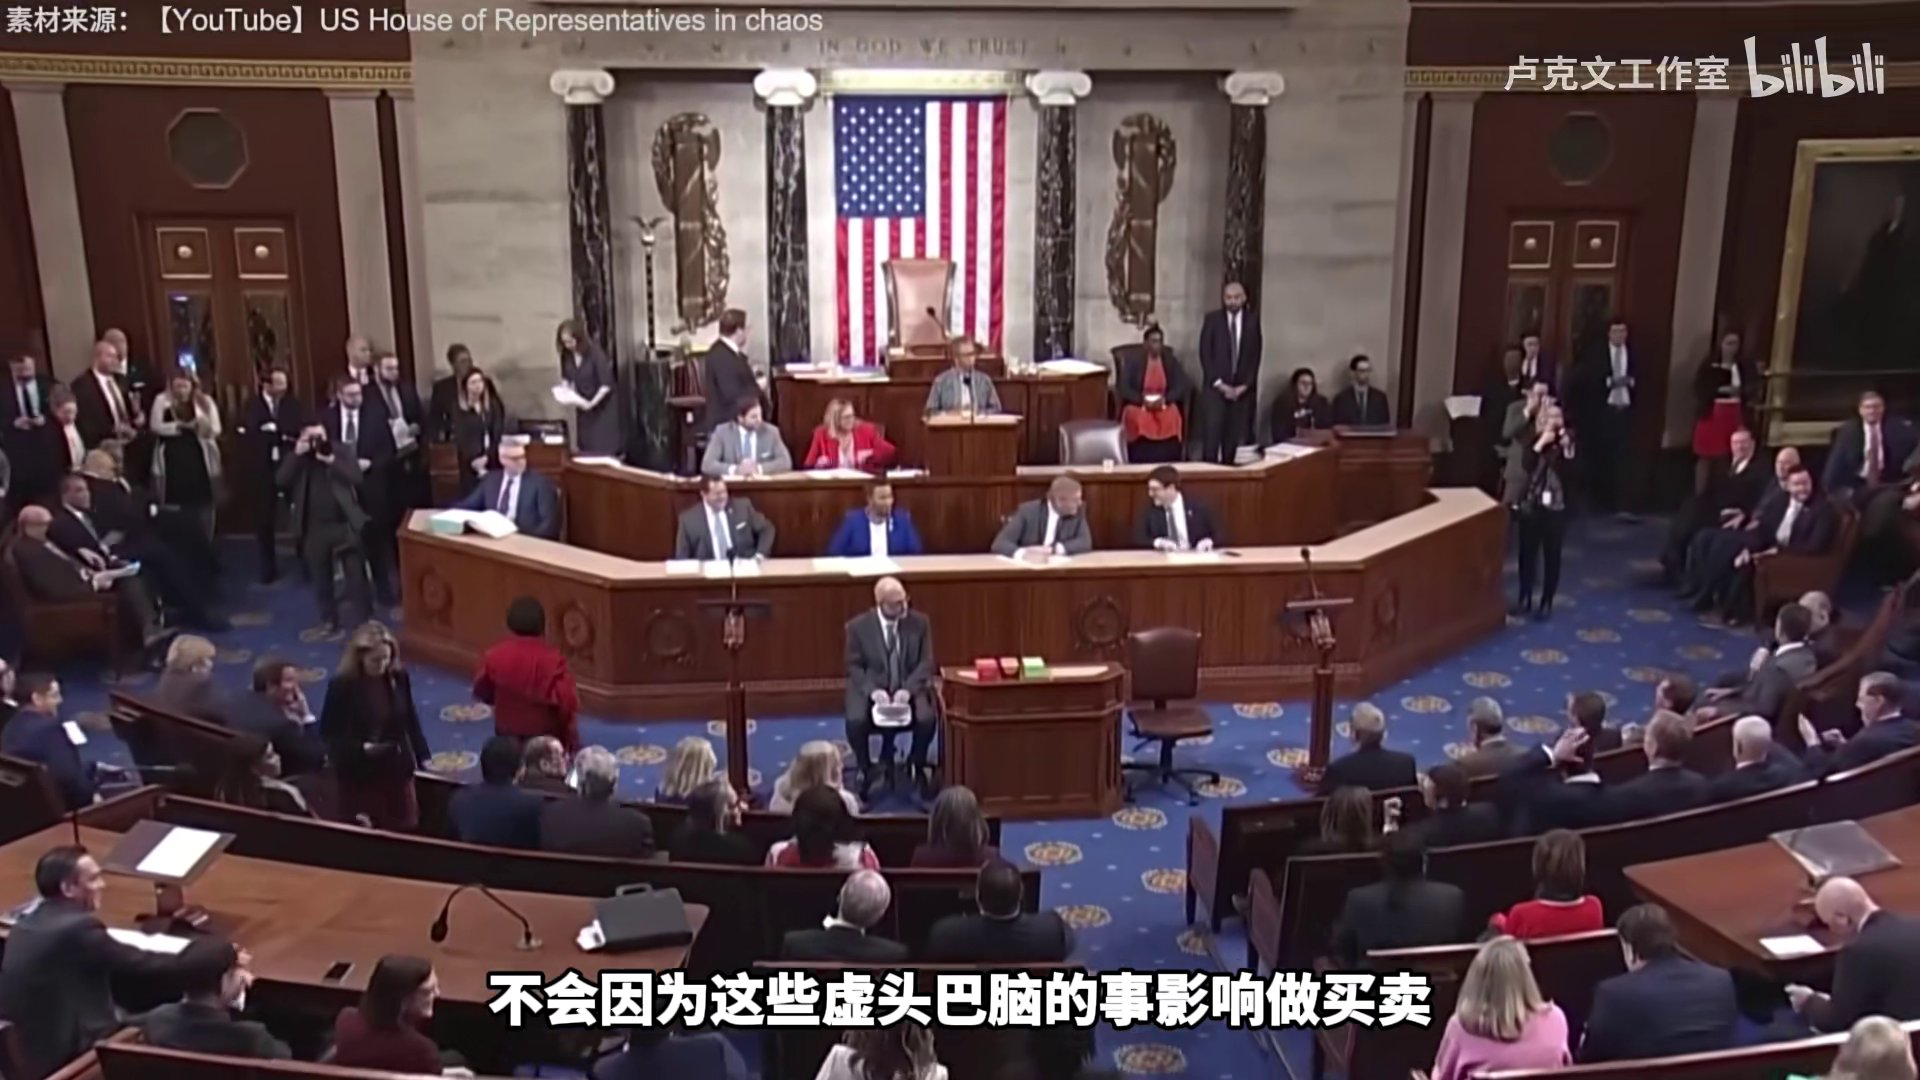 素材来源：【YouTube】US House of Representatives in chaos
IN GOD WE TRUST
卢克文工作室 bilibili
不会因为这些虚头巴脑的事影响做买卖